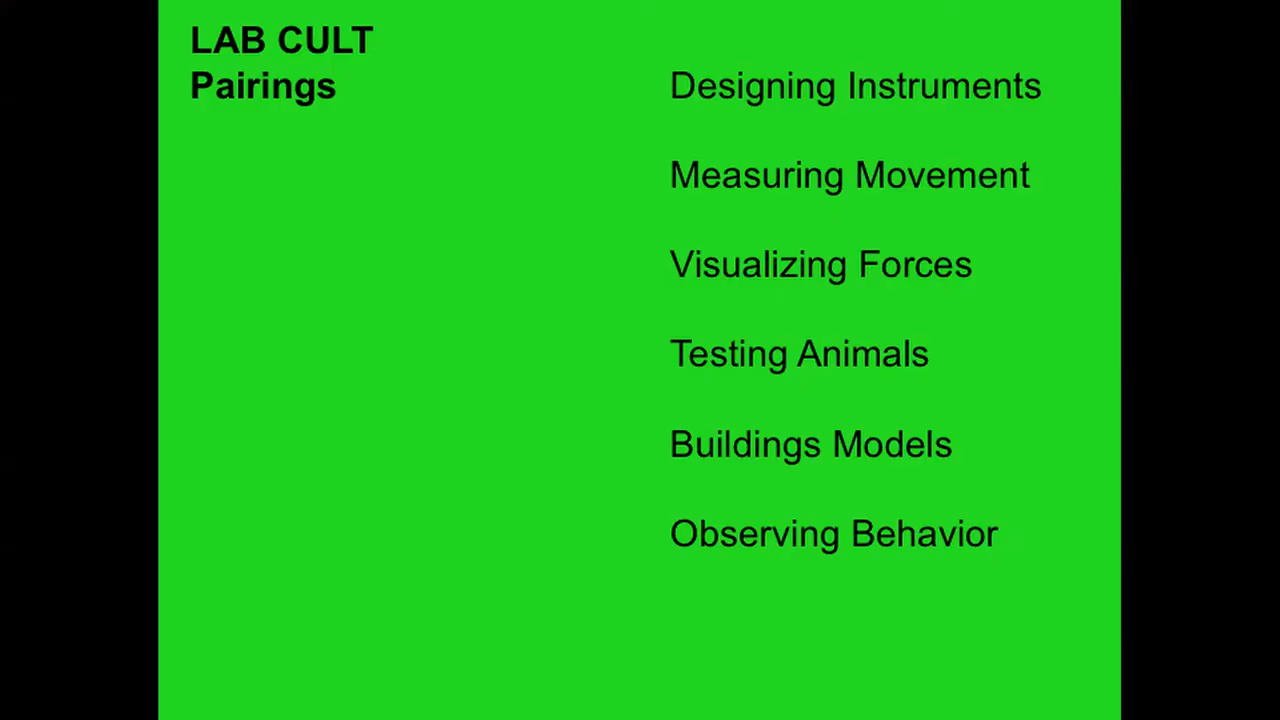 LAB CULT
Pairings
Designing Instruments
Measuring Movement
Visualizing Forces
Testing Animals
Buildings Models
Observing Behavior